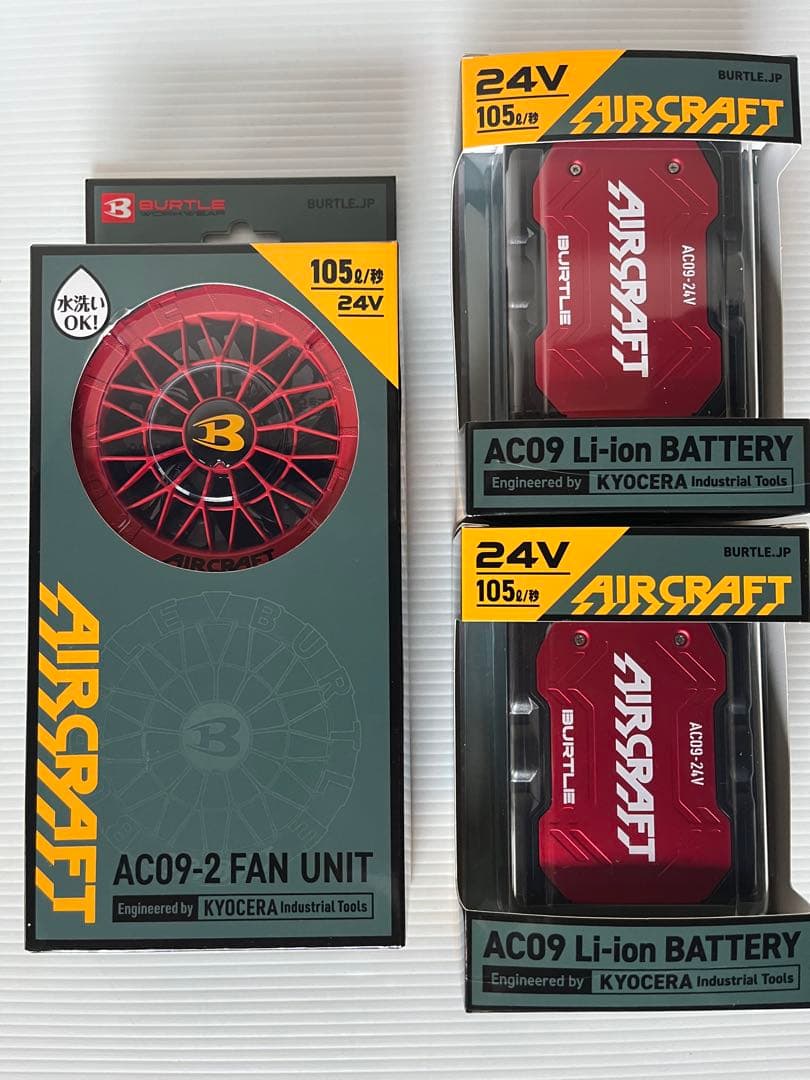 BURTLE
WORKWEAR
BURTLE.JP
水洗い
OK!
105ℓ/秒
24V
B
AIRCRAFT
LEVBURTLE
AIRCRAFT
AC09-2 FAN UNIT
Engineered by KYOCERA Industrial Tools
24V
105ℓ/秒
BURTLE.JP
AIRCRAFT
AC09-24V
AIRCRAFT
BURTLE
AC09 Li-ion BATTERY
Engineered by KYOCERA Industrial Tools
24V
105ℓ/秒
BURTLE.JP
AIRCRAFT
AC09-24V
AIRCRAFT
BURTLE
AC09 Li-ion BATTERY
Engineered by KYOCERA Industrial Tools